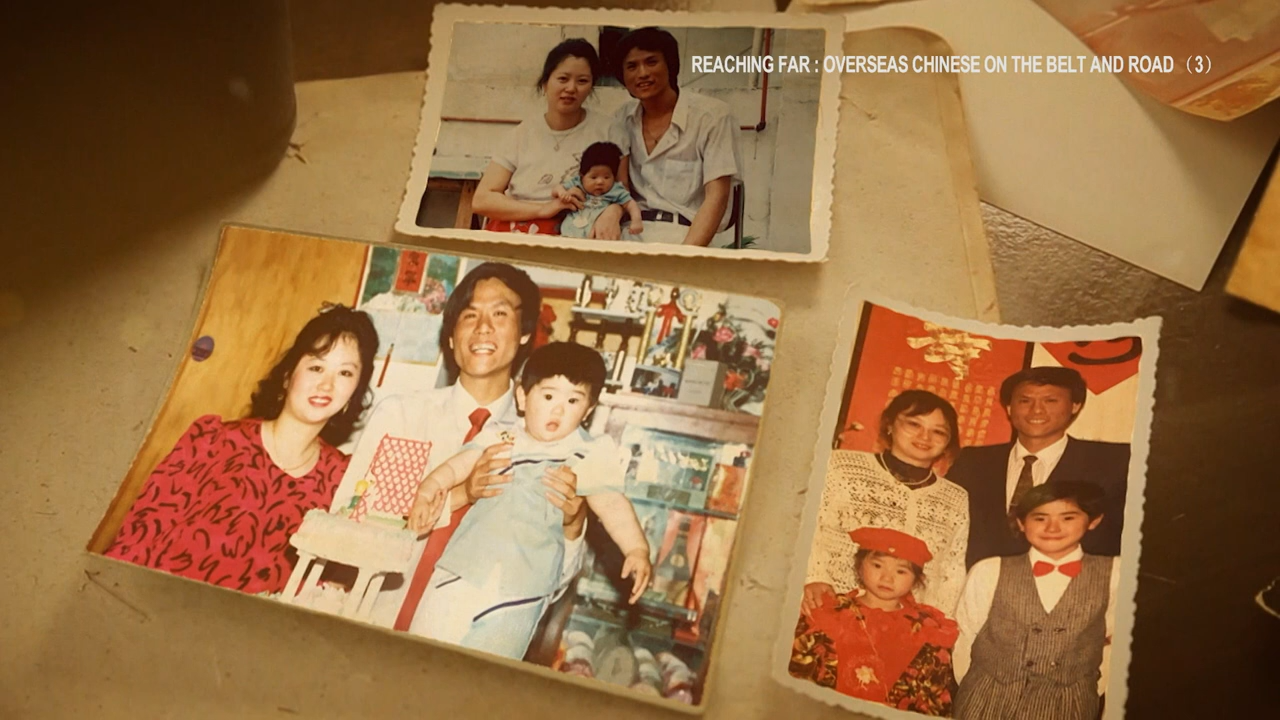 REACHING FAR : OVERSEAS CHINESE ON THE BELT AND ROAD（3）